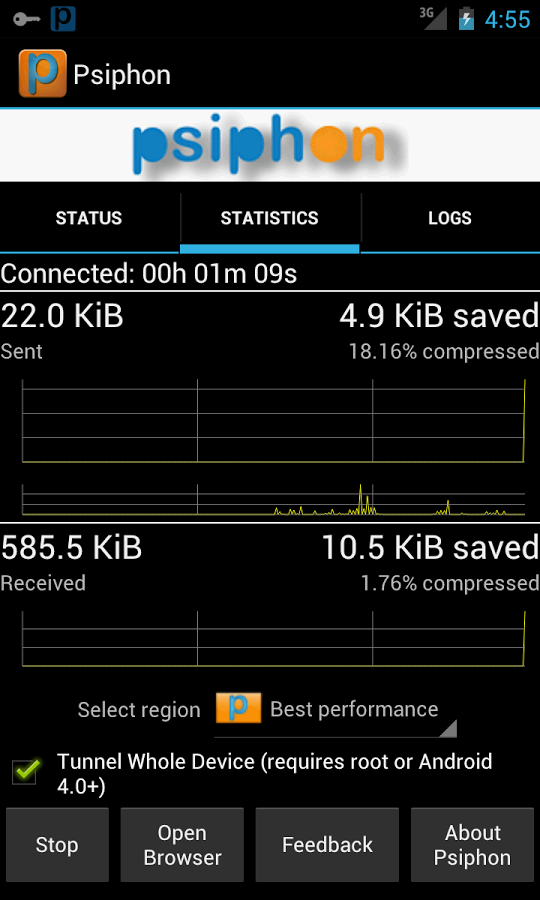 3G 4:55
Psiphon
psiphon
STATUS STATISTICS LOGS
Connected: 00h 01m 09s
22.0 KiB 4.9 KiB saved
Sent 18.16% compressed
585.5 KiB 10.5 KiB saved
Received 1.76% compressed
Select region Best performance
Tunnel Whole Device (requires root or Android
4.0+)
Stop
Open
Browser
Feedback
About
Psiphon